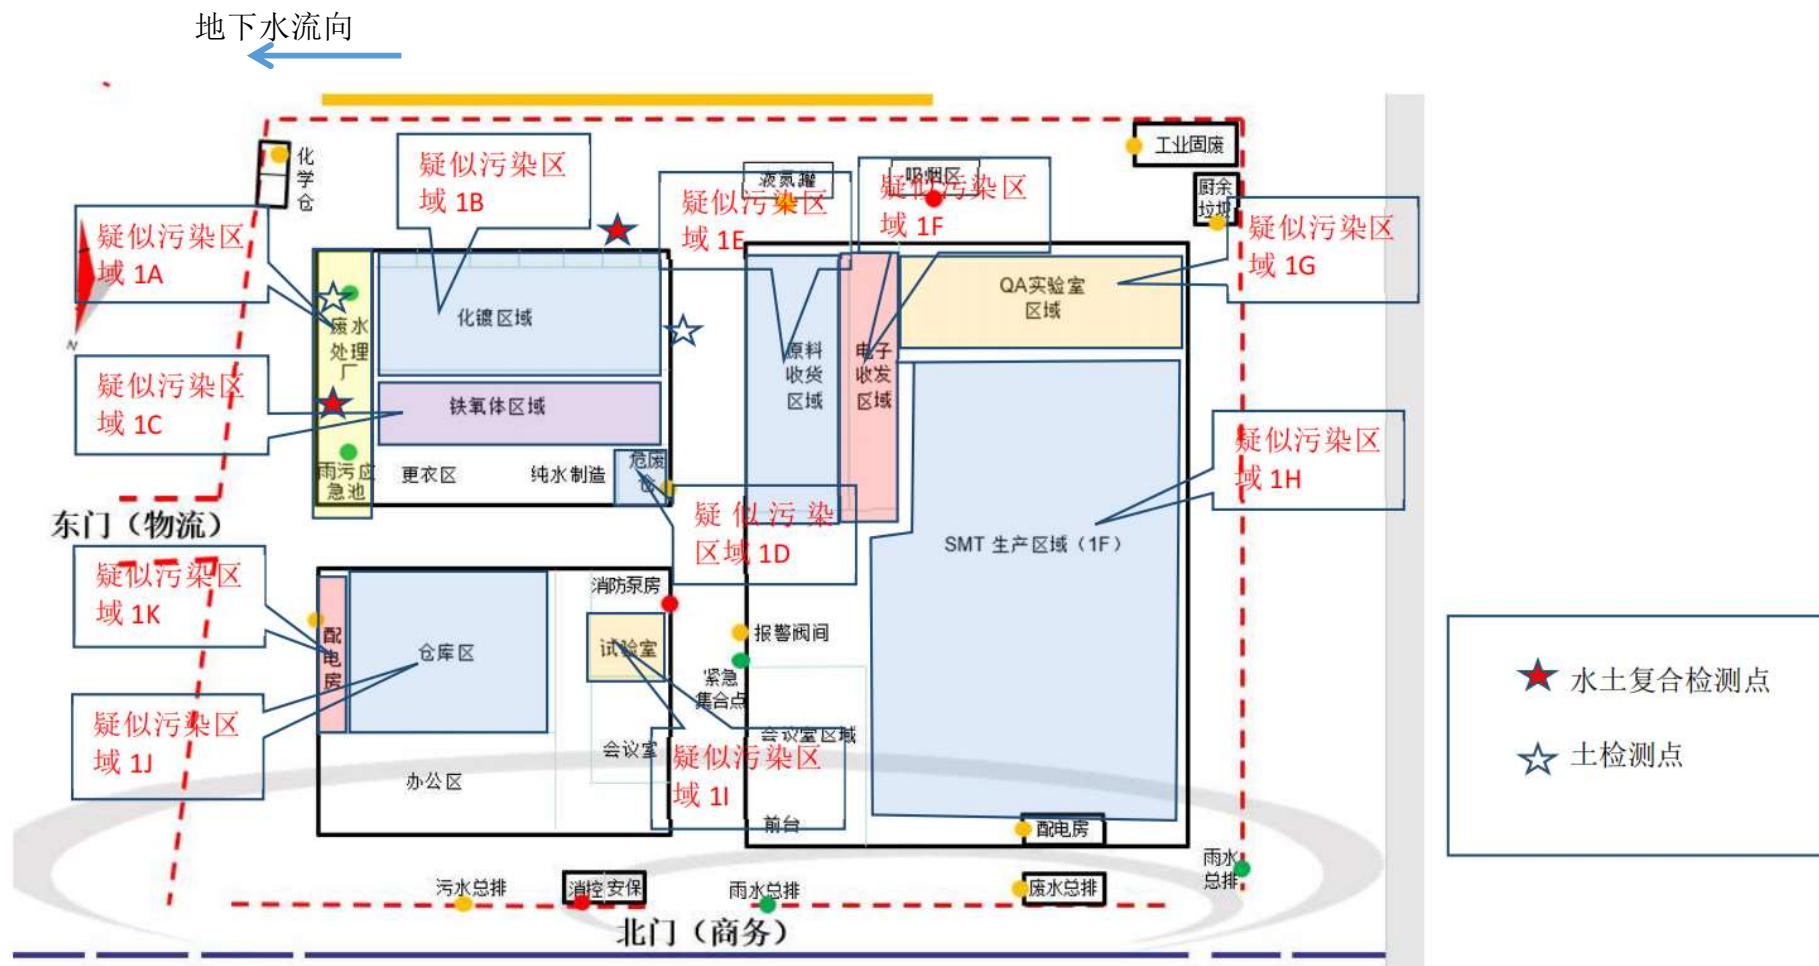 地下水流向
化
学
仓
疑似污染区
域 1B
液氮罐
吸烟区
工业固废
厨余
垃圾
疑似污染区
域 1E
疑似污染区
域 1F
疑似污染区
域 1G
疑似污染区
域 1A
N
废水
处理
厂
化镀区域
原料
收货
区域
电子
收发
区域
QA实验室
区域
疑似污染区
域 1C
铁氧体区域
雨污应
急池
更衣区
纯水制造
危废
仓
疑似污染区
域 1H
东门（物流）
疑似污染
区域 1D
SMT 生产区域（1F）
疑似污染区
域 1K
配
电
房
仓库区
消防泵房
试验室
报警阀间
紧急
集合点
疑似污染区
域 1J
办公区
会议室
疑似污染区
域 1I
会议室区域
前台
配电房
水土复合检测点
土检测点
污水总排
消控
安保
雨水总排
废水总排
雨水
总排
北门（商务）